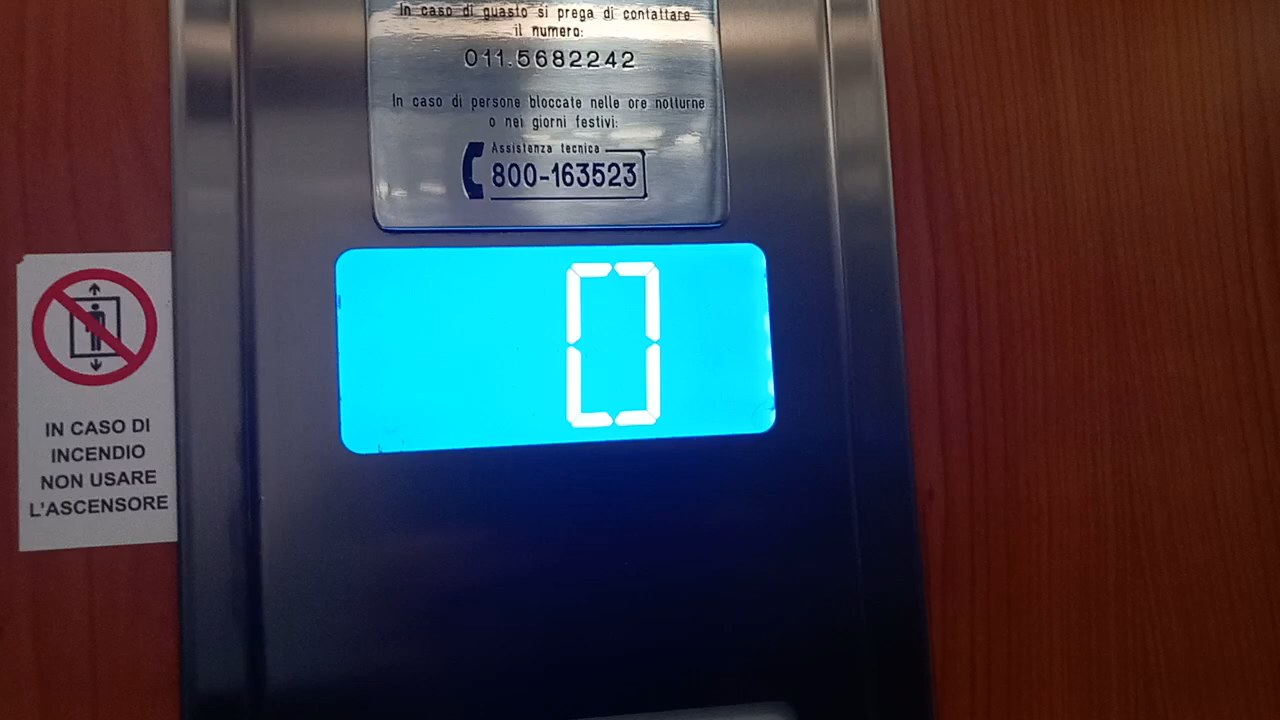 In caso di guasto si prega di contattare
il numero:
011.5682242
In caso di persone bloccate nelle ore notturne
o nei giorni festivi:
Assistenza tecnica
800-163523
0
IN CASO DI
INCENDIO
NON USARE
L'ASCENSORE